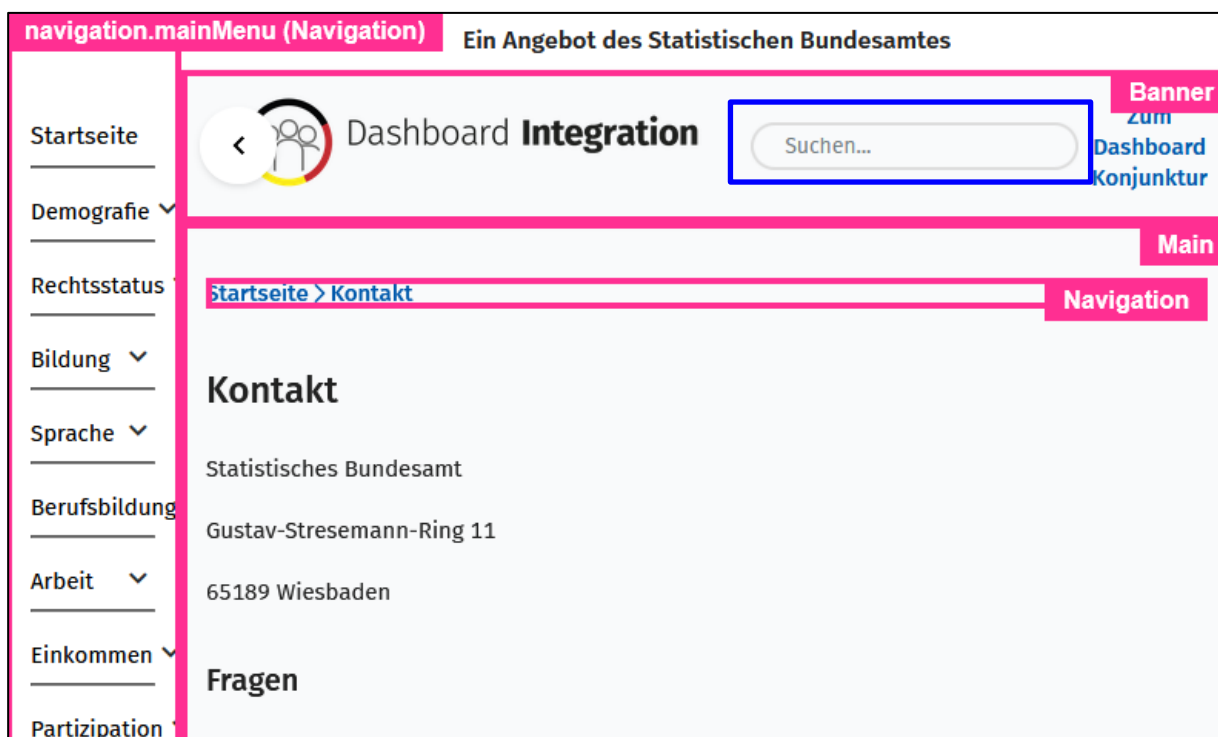 navigation.mainMenu (Navigation)
Ein Angebot des Statistischen Bundesamtes
Banner
Startseite
Demografie
Rechtsstatus
Bildung
Sprache
Berufsbildung
Arbeit
Einkommen
Partizipation
Dashboard Integration
Suchen...
Zum
Dashboard
Konjunktur
Main
Startseite > Kontakt
Navigation
Kontakt
Statistisches Bundesamt
Gustav-Stresemann-Ring 11
65189 Wiesbaden
Fragen